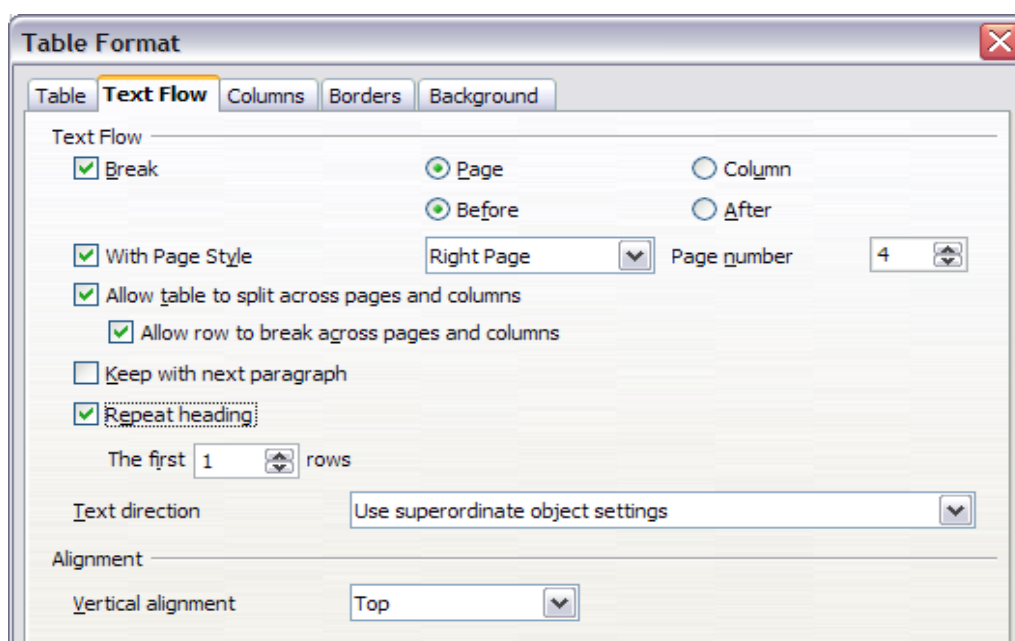 Table Format
Table Text Flow Columns Borders Background
Text Flow
Break Page Column
Before After
With Page Style Right Page Page number 4
Allow table to split across pages and columns
Allow row to break across pages and columns
Keep with next paragraph
Repeat heading
The first 1 rows
Text direction Use superordinate object settings
Alignment
Vertical alignment Top